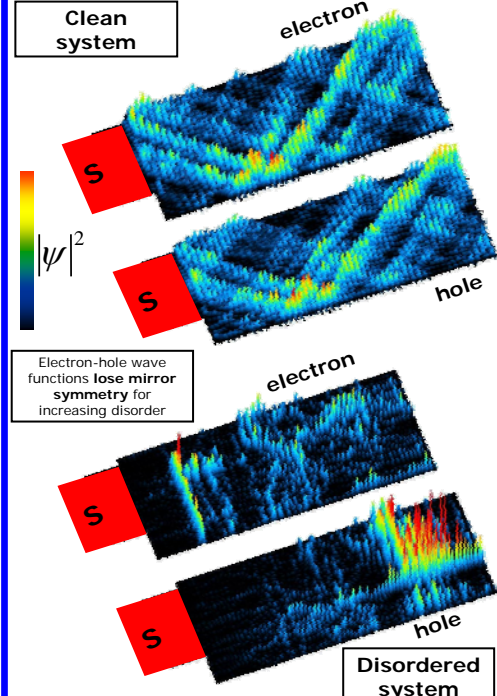 Clean
system
electron
S
|ψ|²
S
hole
Electron-hole wave
functions lose mirror
symmetry for
increasing disorder
electron
S
S
hole
Disordered
system